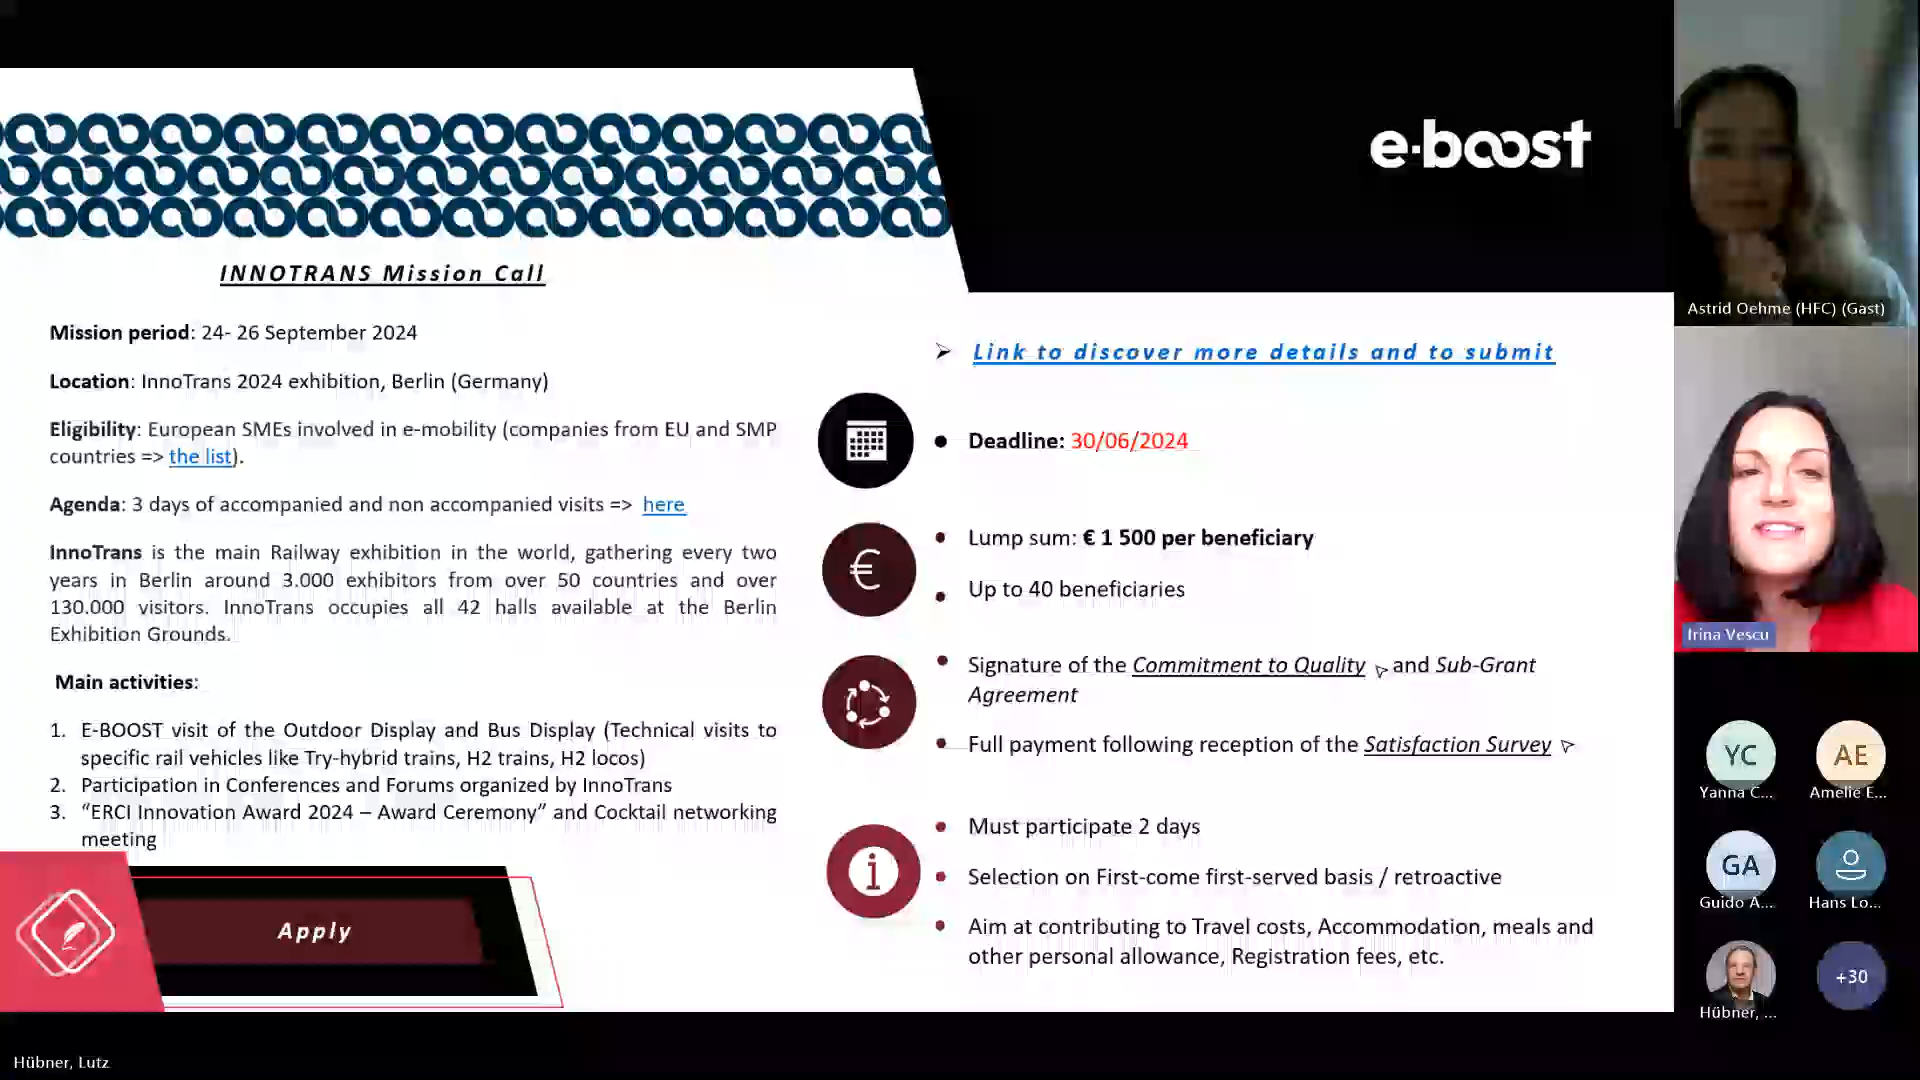 e·boost
INNOTRANS Mission Call
Mission period: 24- 26 September 2024
Location: InnoTrans 2024 exhibition, Berlin (Germany)
Eligibility: European SMEs involved in e-mobility (companies from EU and SMP
countries => the list).
Agenda: 3 days of accompanied and non accompanied visits => here
InnoTrans is the main Railway exhibition in the world, gathering every two
years in Berlin around 3.000 exhibitors from over 50 countries and over
130.000 visitors. InnoTrans occupies all 42 halls available at the Berlin
Exhibition Grounds.
Main activities:
1. E-BOOST visit of the Outdoor Display and Bus Display (Technical visits to
specific rail vehicles like Try-hybrid trains, H2 trains, H2 locos)
2. Participation in Conferences and Forums organized by InnoTrans
3. “ERCI Innovation Award 2024 – Award Ceremony” and Cocktail networking
meeting
Apply
➢ Link to discover more details and to submit
• Deadline: 30/06/2024
€
• Lump sum: € 1 500 per beneficiary
• Up to 40 beneficiaries
• Signature of the Commitment to Quality and Sub-Grant
Agreement
• Full payment following reception of the Satisfaction Survey
i
• Must participate 2 days
• Selection on First-come first-served basis / retroactive
• Aim at contributing to Travel costs, Accommodation, meals and
other personal allowance, Registration fees, etc.
Astrid Oehme (HFC) (Gast)
Irina Vescu
YC
Yanna C...
AE
Amelie E...
GA
Guido A...
Hans Lo...
Hübner, ...
+30
Hübner, Lutz